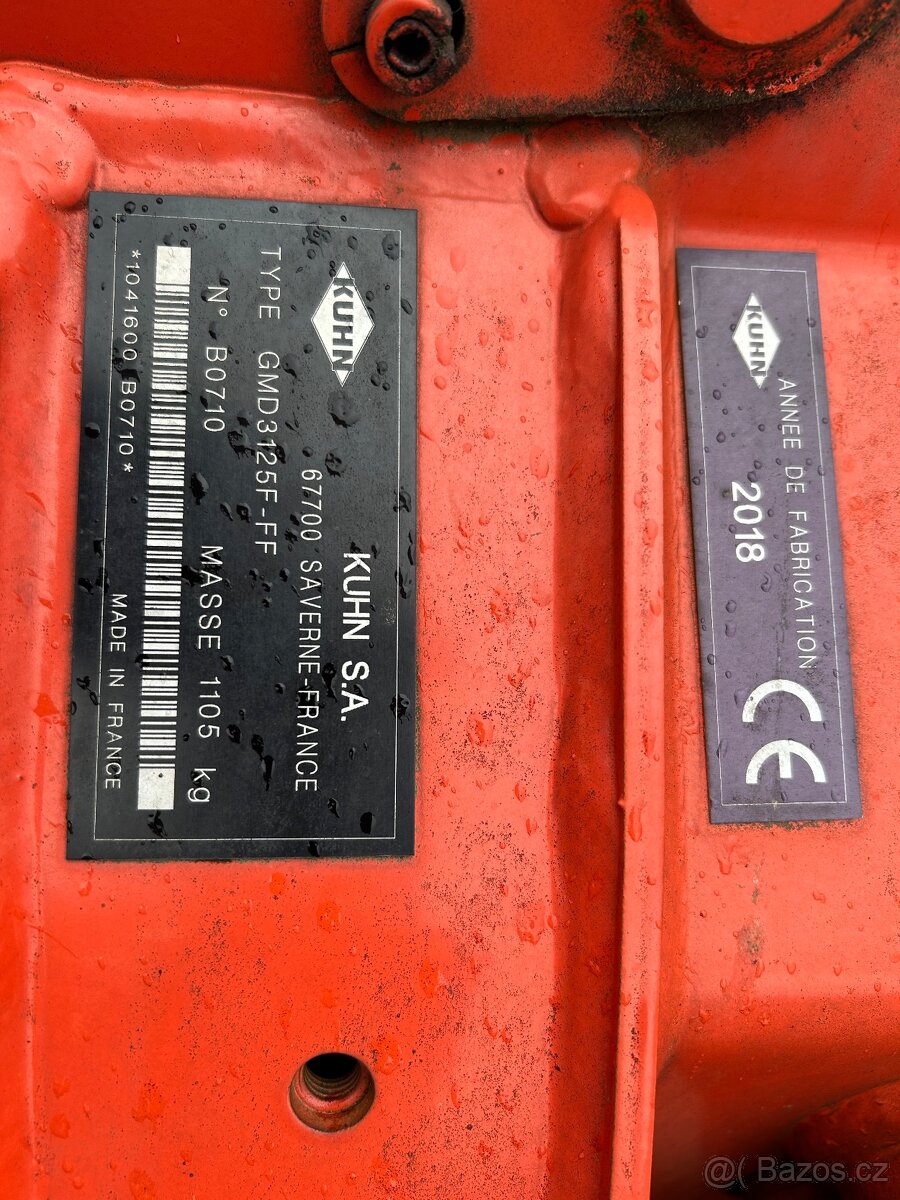 KUHN
KUHN S.A.
67700 SAVERNE-FRANCE
TYPE GMD3125F-FF
N° B0710 MASSE 1105 kg
*1041600 B0710*
MADE IN FRANCE
KUHN
ANNEE DE FABRICATION
2018
CE
@( Bazos.cz